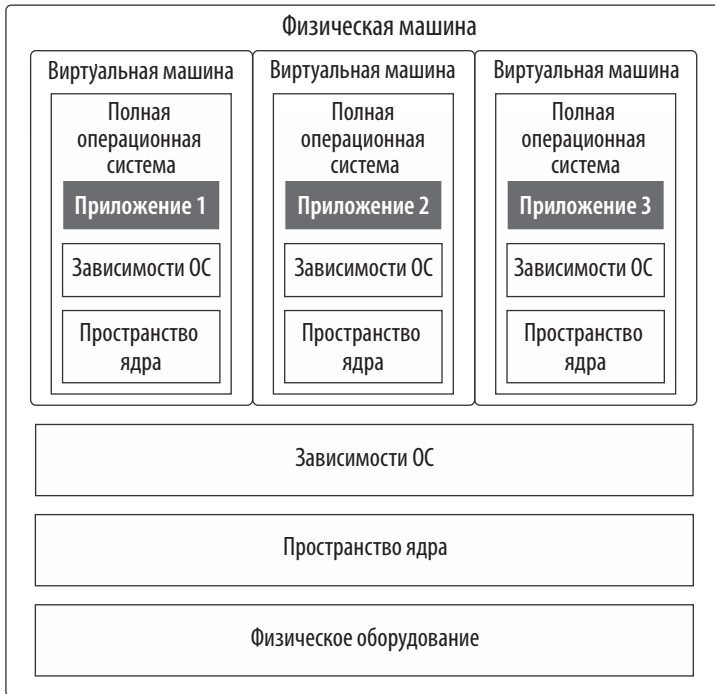 Физическая машина
Виртуальная машина
Полная
операционная
система
Приложение 1
Зависимости ОС
Пространство
ядра
Виртуальная машина
Полная
операционная
система
Приложение 2
Зависимости ОС
Пространство
ядра
Виртуальная машина
Полная
операционная
система
Приложение 3
Зависимости ОС
Пространство
ядра
Зависимости ОС
Пространство ядра
Физическое оборудование